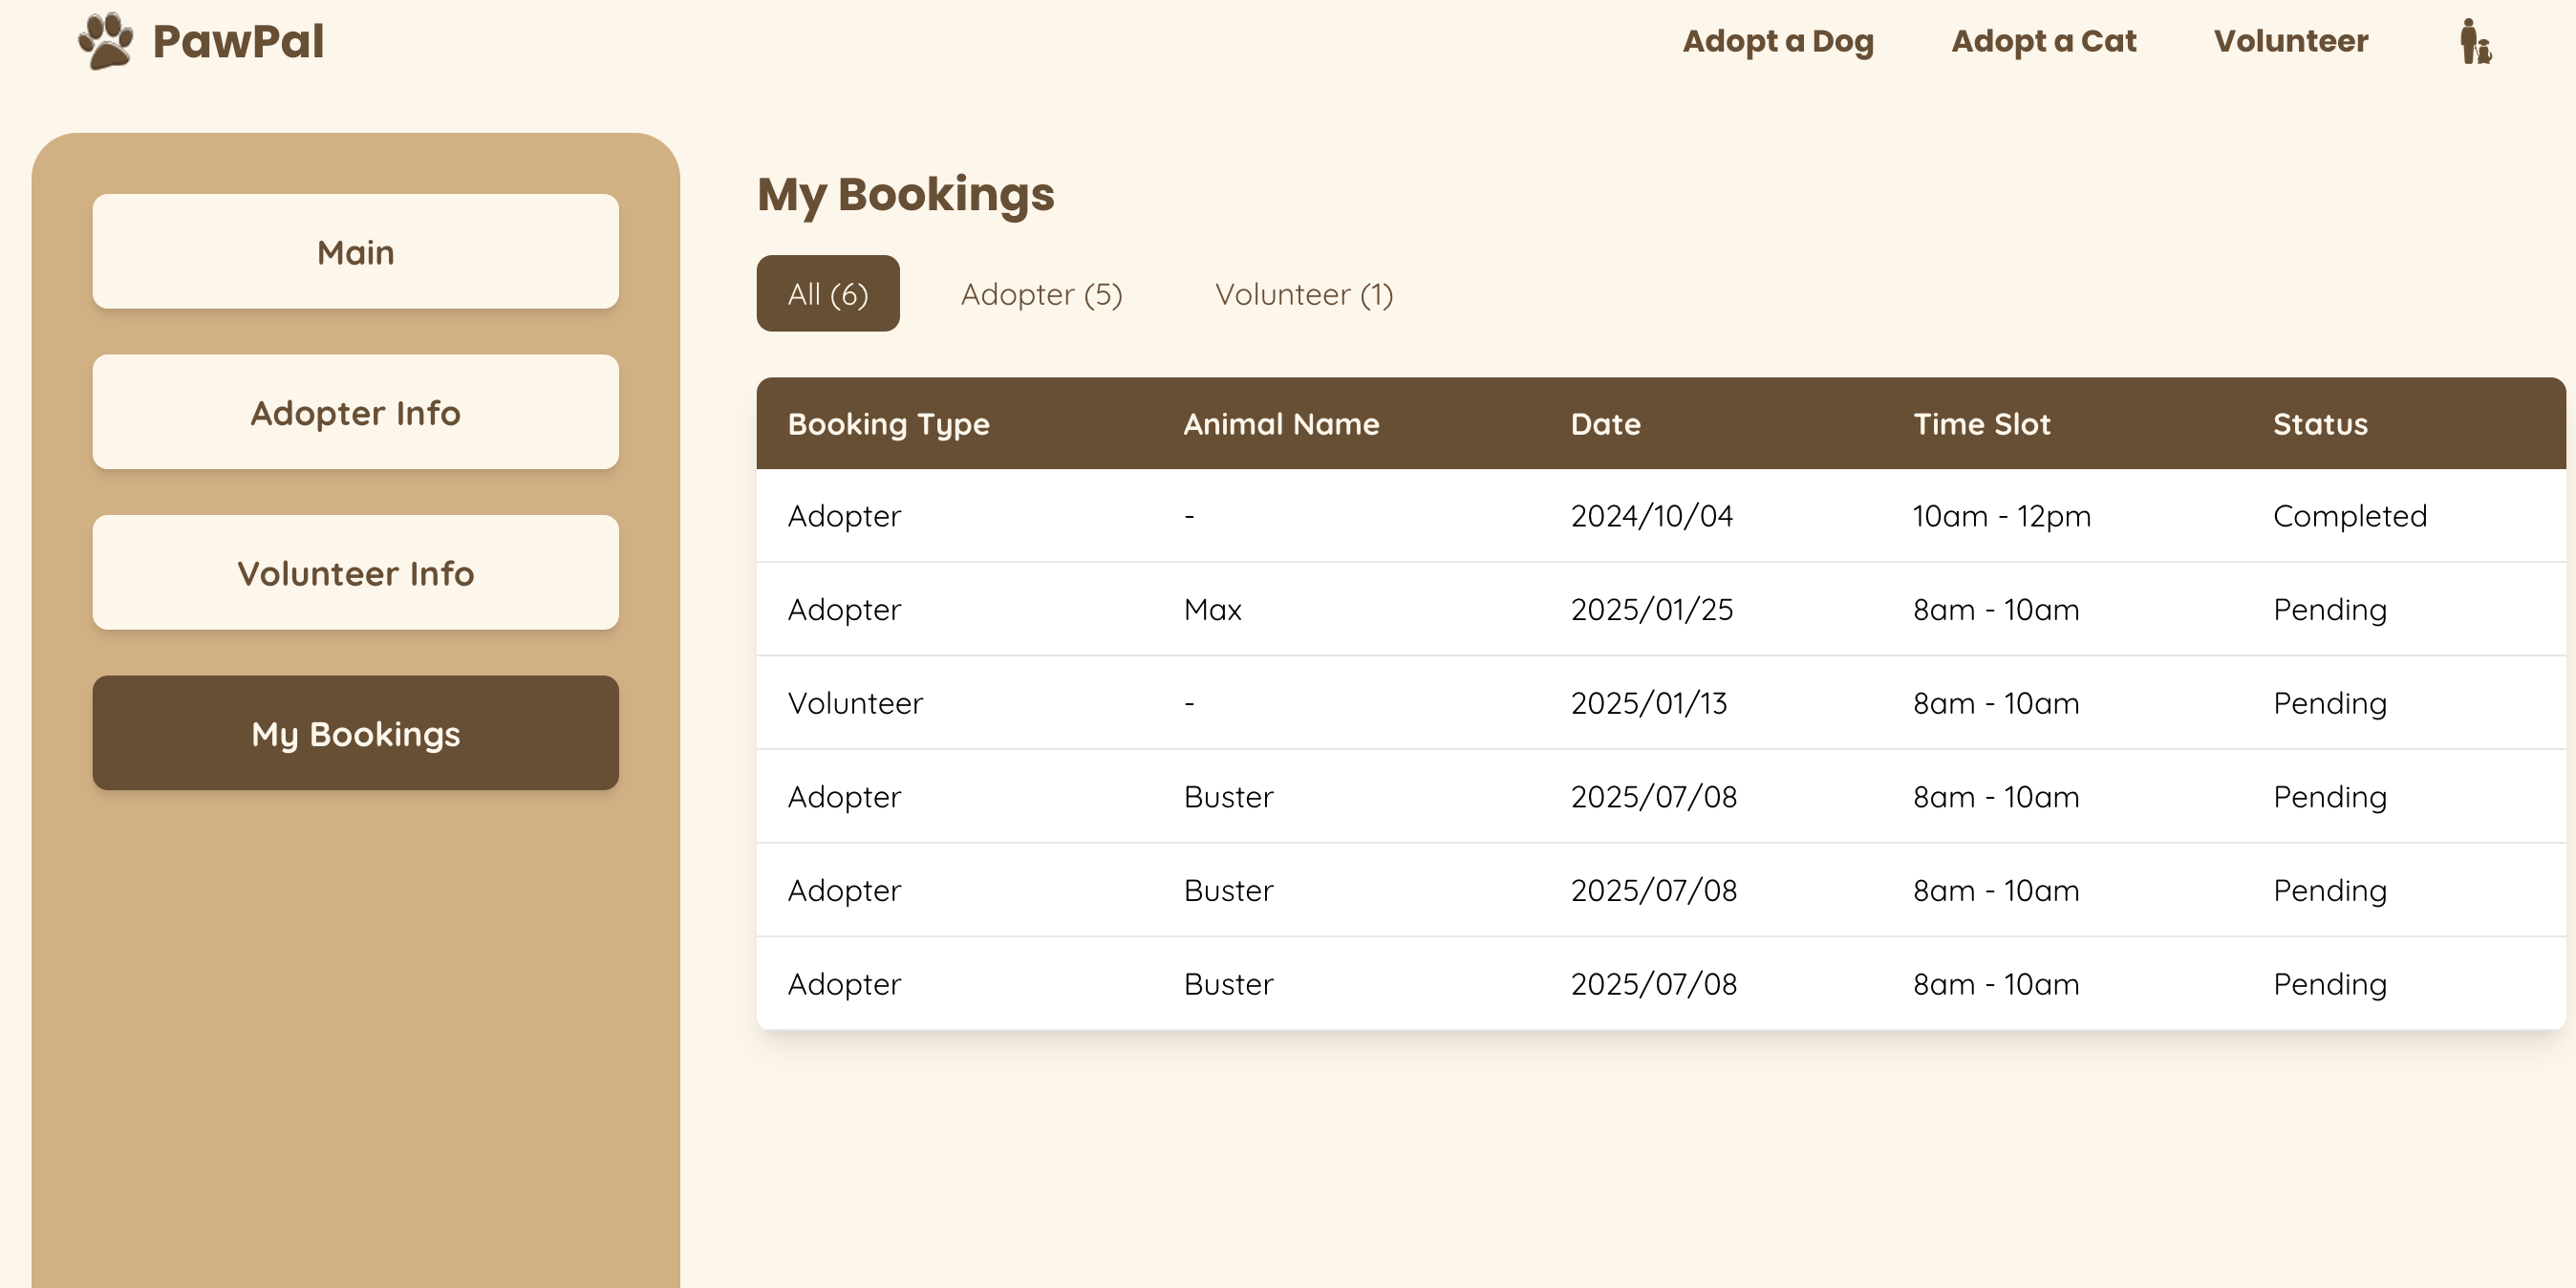 PawPal
Adopt a Dog Adopt a Cat Volunteer
Main
Adopter Info
Volunteer Info
My Bookings
My Bookings
All (6) Adopter (5) Volunteer (1)
Booking Type Animal Name Date Time Slot Status
Adopter - 2024/10/04 10am - 12pm Completed
Adopter Max 2025/01/25 8am - 10am Pending
Volunteer - 2025/01/13 8am - 10am Pending
Adopter Buster 2025/07/08 8am - 10am Pending
Adopter Buster 2025/07/08 8am - 10am Pending
Adopter Buster 2025/07/08 8am - 10am Pending